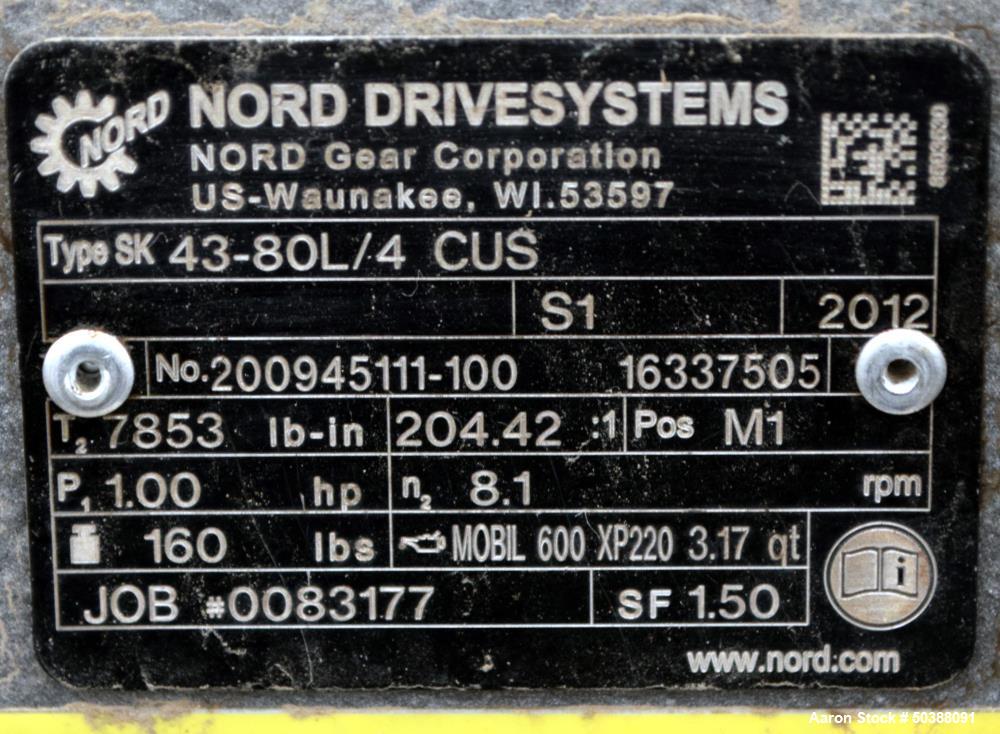 NORD
NORD DRIVESYSTEMS
NORD Gear Corporation
US-Waunakee, WI.53597
Type SK 43-80L/4 CUS
S1 2012
No. 200945111-100 16337505
T2 7853 lb-in 204.42 :1 Pos M1
P1 1.00 hp n2 8.1 rpm
160 lbs MOBIL 600 XP220 3.17 qt
JOB #0083177 SF 1.50
i
www.nord.com
Aaron Stock # 50388091